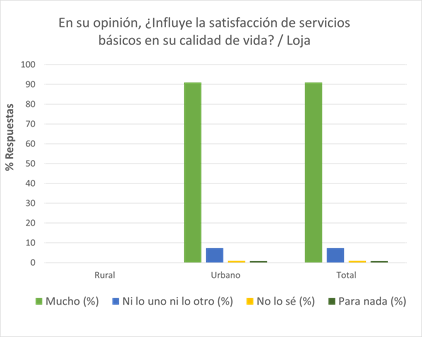 En su opinión, ¿Influye la satisfacción de servicios
básicos en su calidad de vida? / Loja
% Respuestas
100
90
80
70
60
50
40
30
20
10
0
Rural Urbano Total
Mucho (%) Ni lo uno ni lo otro (%) No lo sé (%) Para nada (%)